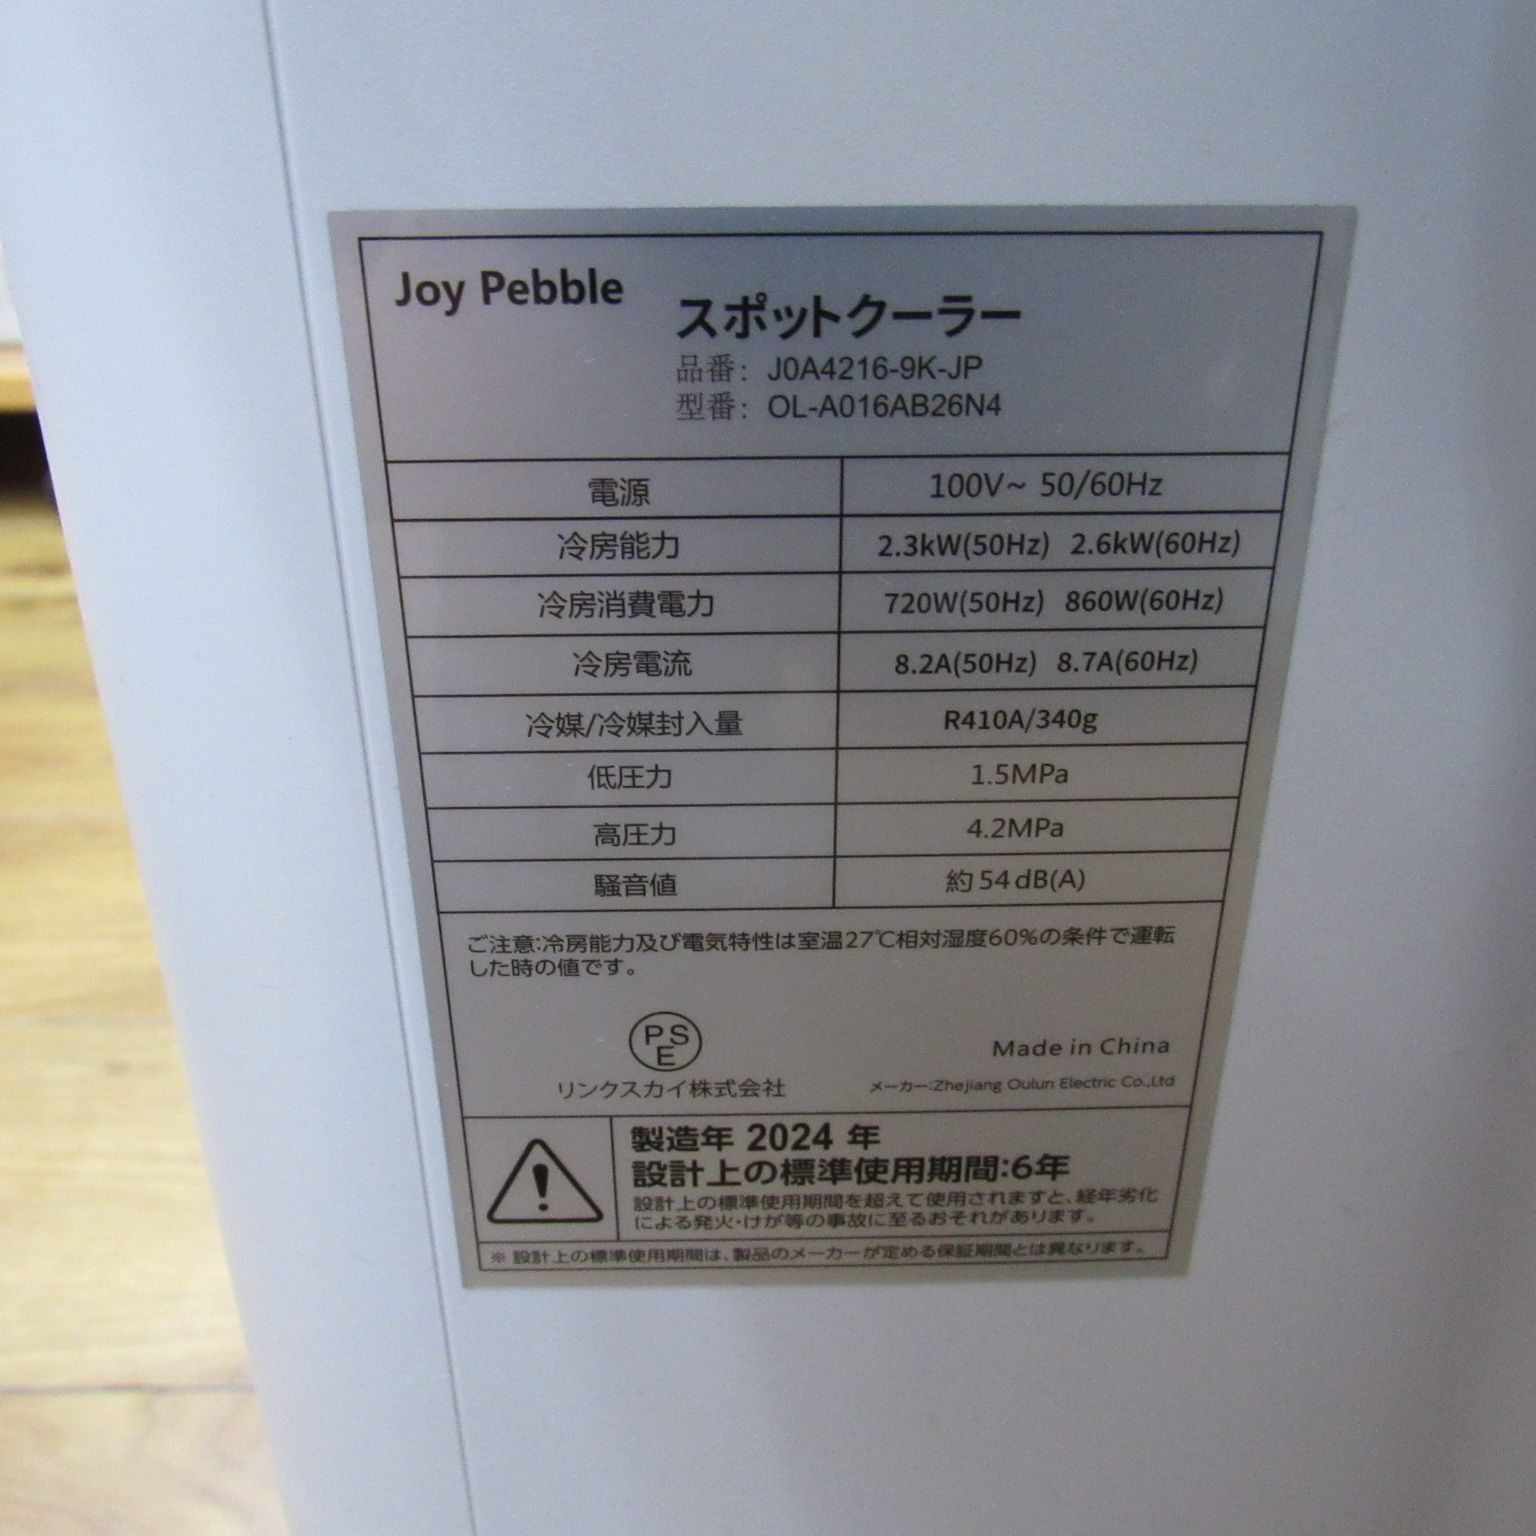 Joy Pebble
スポットクーラー
品番: J0A4216-9K-JP
型番: OL-A016AB26N4
電源 100V~ 50/60Hz
冷房能力 2.3kW(50Hz) 2.6kW(60Hz)
冷房消費電力 720W(50Hz) 860W(60Hz)
冷房電流 8.2A(50Hz) 8.7A(60Hz)
冷媒/冷媒封入量 R410A/340g
低圧力 1.5MPa
高圧力 4.2MPa
騒音値 約54dB(A)
ご注意:冷房能力及び電気特性は室温27℃相対湿度60%の条件で運転
した時の値です。
PSE
Made in China
リンクスカイ株式会社 メーカー:Zhejiang Oulun Electric Co.,Ltd
製造年 2024 年
設計上の標準使用期間:6年
設計上の標準使用期間を超えて使用されますと、経年劣化
による発火・けが等の事故に至るおそれがあります。
※ 設計上の標準使用期間は、製品のメーカーが定める保証期間とは異なります。